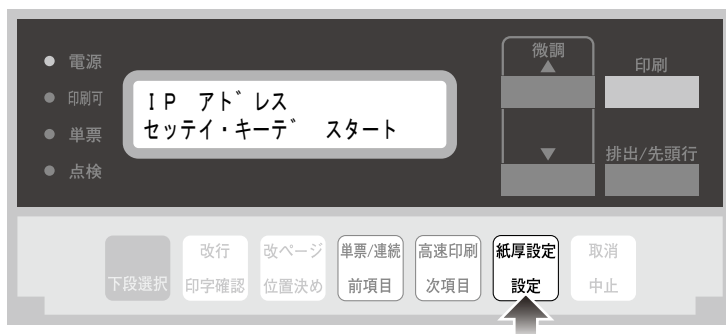 電源
印刷可
単票
点検
IP アドレス
セッテイ・キーデ スタート
微調
▲
▼
印刷
排出/先頭行
下段選択
改行
印字確認
改ページ
位置決め
単票/連続
前項目
高速印刷
次項目
紙厚設定
設定
取消
中止